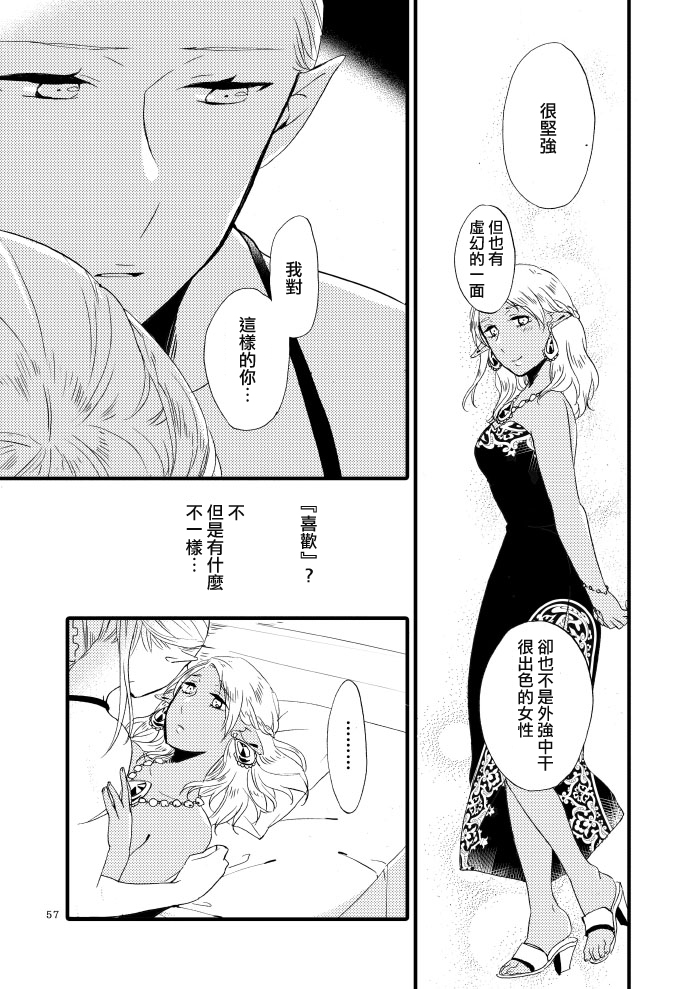 很堅強
但也有
虛幻的一面
卻也不是外強中干
很出色的女性
我對
這樣的你…
『喜歡』?
不
但是有什麼
不一樣…
………
57